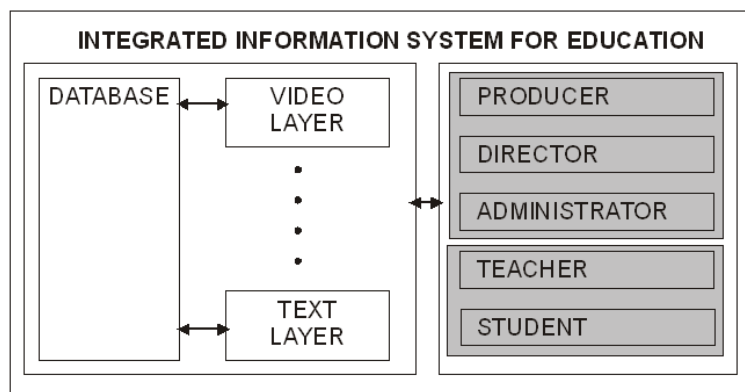 INTEGRATED INFORMATION SYSTEM FOR EDUCATION
DATABASE
VIDEO
LAYER
TEXT
LAYER
PRODUCER
DIRECTOR
ADMINISTRATOR
TEACHER
STUDENT